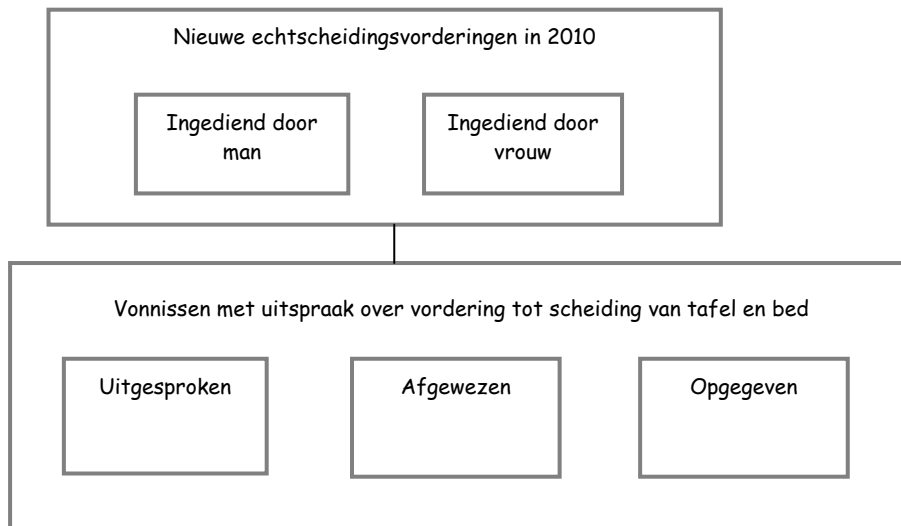 Nieuwe echtscheidingsvorderingen in 2010
Ingediend door
man
Ingediend door
vrouw
Vonnissen met uitspraak over vordering tot scheiding van tafel en bed
Uitgesproken
Afgewezen
Opgegeven